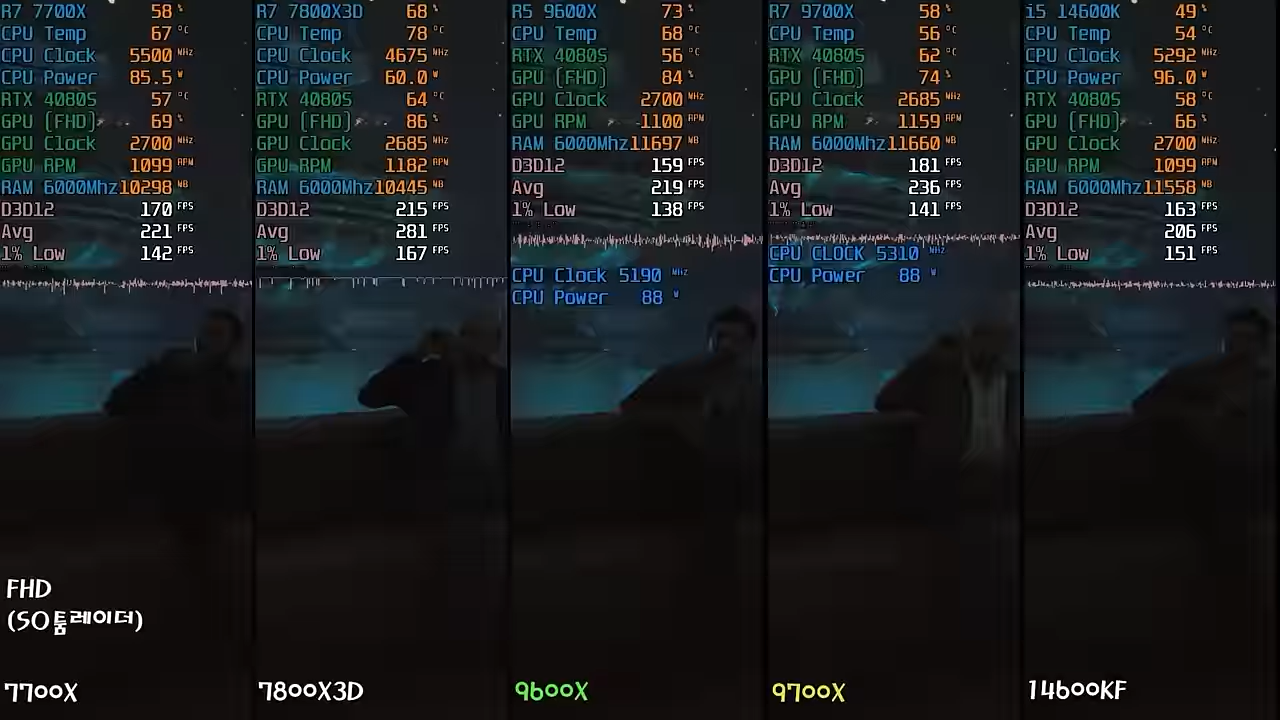 R7 7700X 58 %
CPU Temp 67 °C
CPU Clock 5500 MHz
CPU Power 85.5 W
RTX 4080S 57 °C
GPU (FHD) 69 %
GPU Clock 2700 MHz
GPU RPM 1099 RPM
RAM 6000Mhz 10298 MB
D3D12 170 FPS
Avg 221 FPS
1% Low 142 FPS
FHD
(SO툼레이더)
7700X
R7 7800X3D 68 %
CPU Temp 78 °C
CPU Clock 4675 MHz
CPU Power 60.0 W
RTX 4080S 64 °C
GPU (FHD) 86 %
GPU Clock 2685 MHz
GPU RPM 1182 RPM
RAM 6000Mhz 10445 MB
D3D12 215 FPS
Avg 281 FPS
1% Low 167 FPS
7800X3D
R5 9600X 73 %
CPU Temp 68 °C
RTX 4080S 56 °C
GPU (FHD) 84 %
GPU Clock 2700 MHz
GPU RPM 1100 RPM
RAM 6000Mhz 11697 MB
D3D12 159 FPS
Avg 219 FPS
1% Low 138 FPS
CPU Clock 5190 MHz
CPU Power 88 W
9600X
R7 9700X 58 %
CPU Temp 56 °C
RTX 4080S 62 °C
GPU (FHD) 74 %
GPU Clock 2685 MHz
GPU RPM 1159 RPM
RAM 6000Mhz 11660 MB
D3D12 181 FPS
Avg 236 FPS
1% Low 141 FPS
CPU CLOCK 5310 MHz
CPU Power 88 W
9700X
i5 14600K 49 %
CPU Temp 54 °C
CPU Clock 5292 MHz
CPU Power 96.0 W
RTX 4080S 58 °C
GPU (FHD) 66 %
GPU Clock 2700 MHz
GPU RPM 1099 RPM
RAM 6000Mhz 11558 MB
D3D12 163 FPS
Avg 206 FPS
1% Low 151 FPS
14600KF